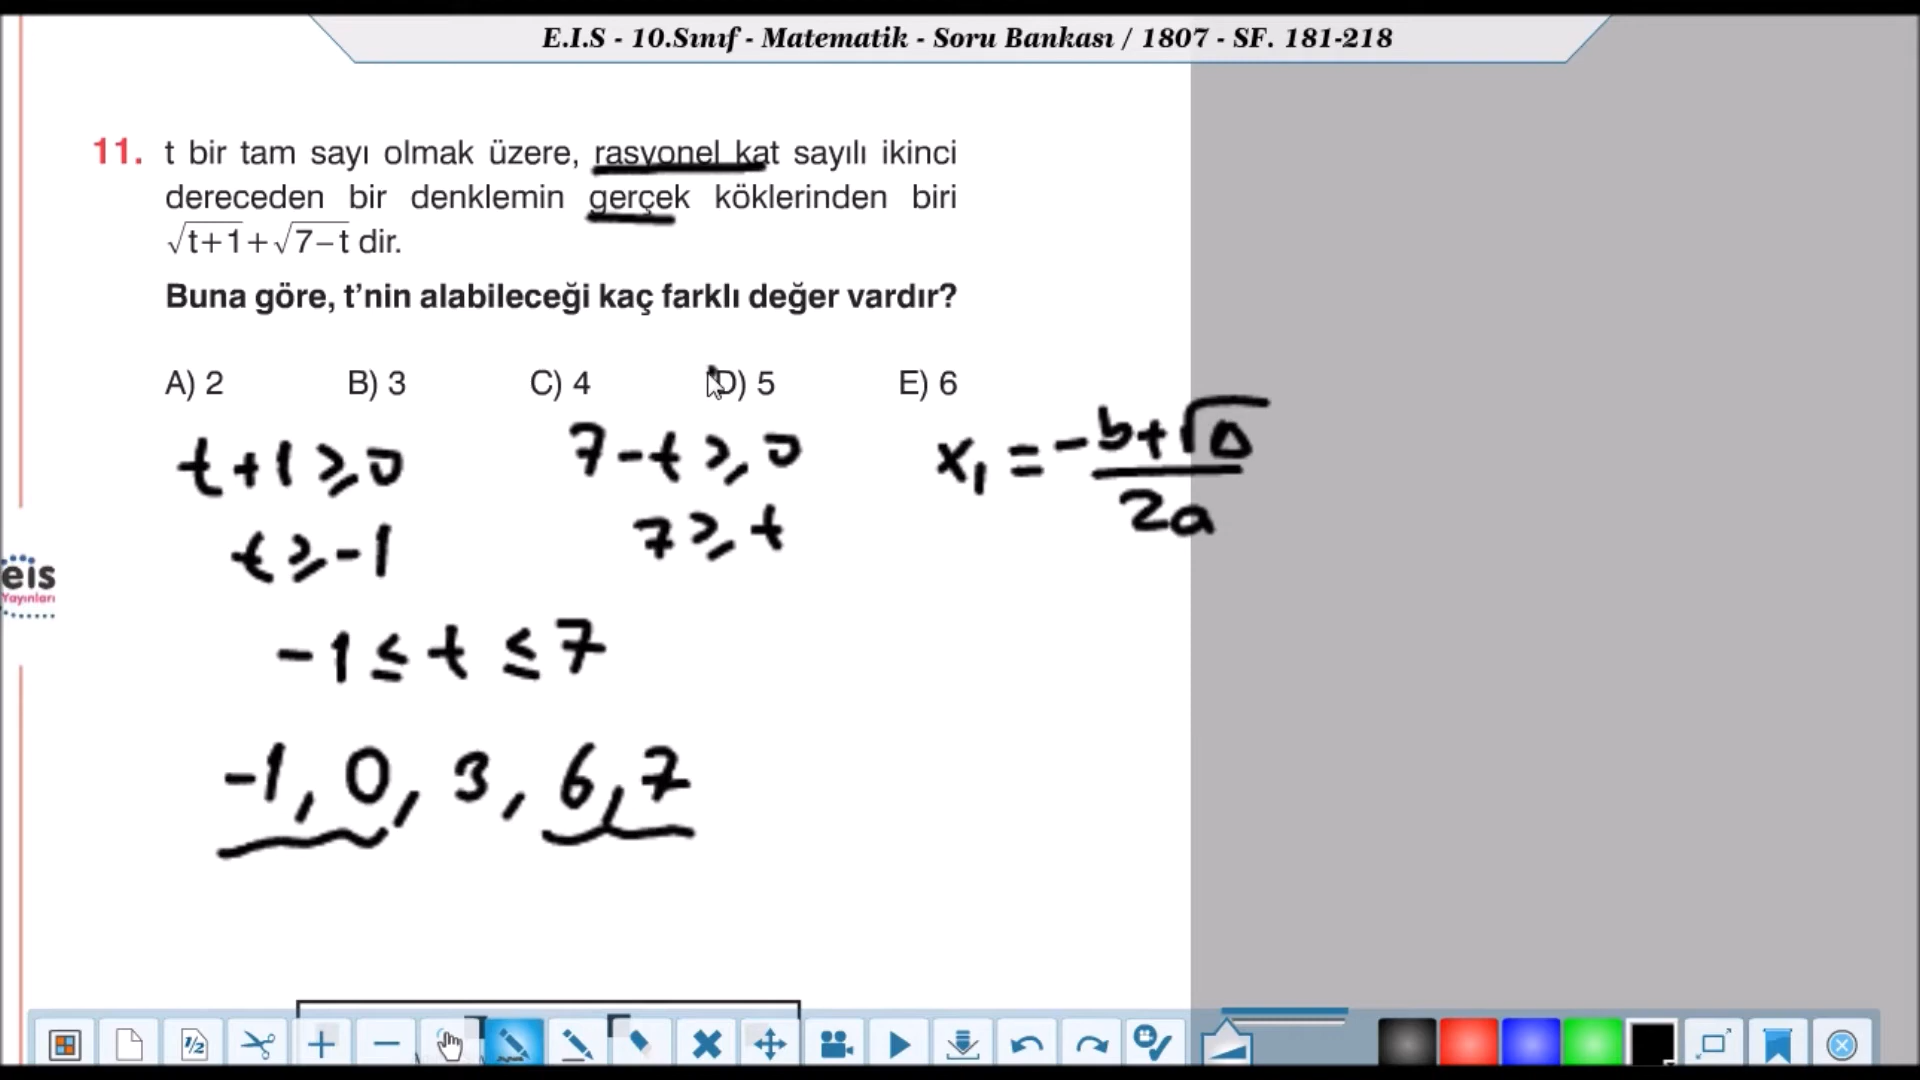 E.I.S - 10.Sınıf - Matematik - Soru Bankası / 1807 - SF. 181-218
11. t bir tam sayı olmak üzere, rasyonel kat sayılı ikinci
dereceden bir denklemin gerçek köklerinden biri
√t+1+√7−t dir.
Buna göre, t'nin alabileceği kaç farklı değer vardır?
A) 2 B) 3 C) 4 D) 5 E) 6
t+1≥0 7-t≥0 x₁ = -b+√Δ / 2a
t≥-1 7≥t
-1≤t≤7
-1, 0, 3, 6, 7
eis
Yayınları
1/2